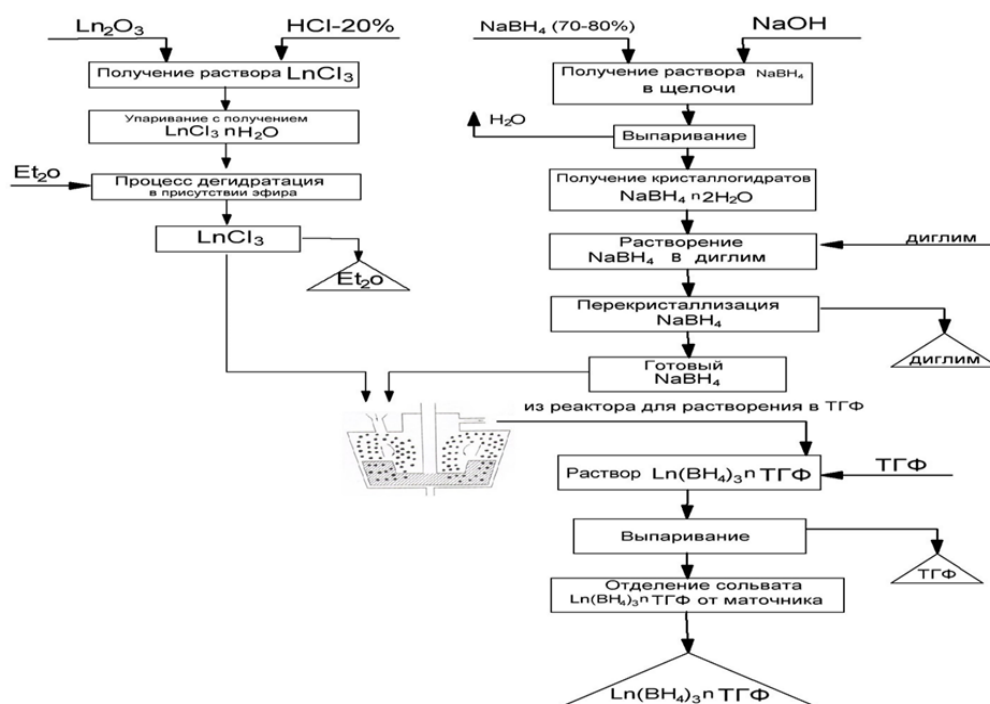 Ln₂O₃
HCl-20%
Получение раствора LnCl₃
Упаривание с получением
LnCl₃ nH₂O
Et₂o
Процесс дегидратация
в присутствии эфира
LnCl₃
Et₂o
NaBH₄ (70-80%)
NaOH
Получение раствора NaBH₄
в щелочи
H₂O
Выпаривание
Получение кристаллогидратов
NaBH₄ n2H₂O
Растворение
NaBH₄ в диглим
диглим
Перекристаллизация
NaBH₄
диглим
Готовый
NaBH₄
из реактора для растворения в ТГФ
Раствор Ln(BH₄)₃n ТГФ
ТГФ
Выпаривание
ТГФ
Отделение сольвата
Ln(BH₄)₃n ТГФ от маточника
Ln(BH₄)₃n ТГФ